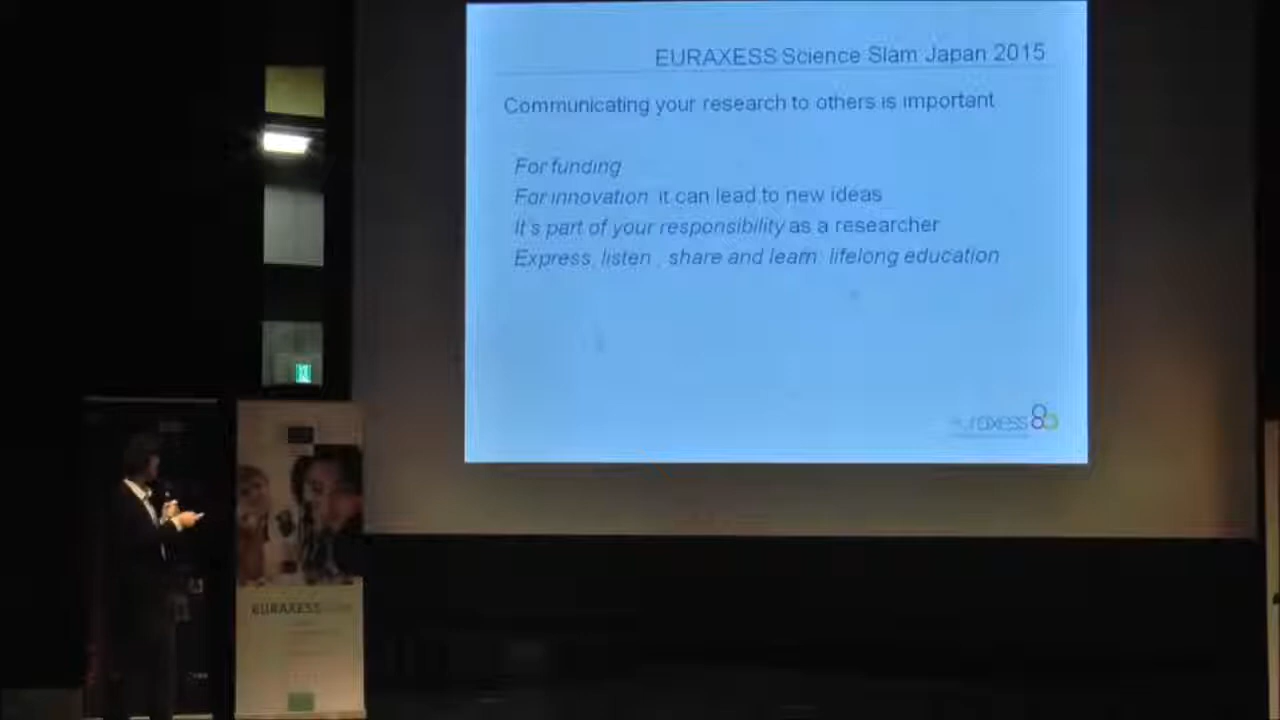 EURAXESS Science Slam Japan 2015
Communicating your research to others is important
For funding
For innovation it can lead to new ideas
It's part of your responsibility as a researcher
Express, listen, share and learn: lifelong education
euraxess
EURAXESS